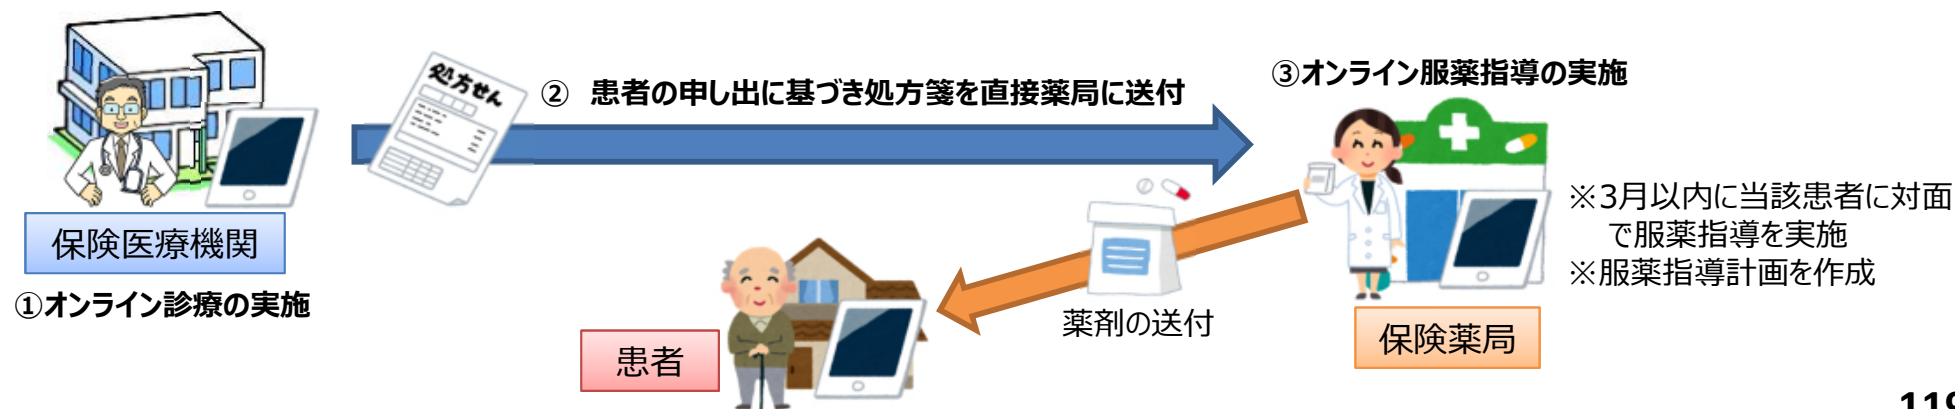 処方せん
② 患者の申し出に基づき処方箋を直接薬局に送付
③オンライン服薬指導の実施
保険医療機関
①オンライン診療の実施
※3月以内に当該患者に対面
で服薬指導を実施
※服薬指導計画を作成
薬剤の送付
保険薬局
患者
119